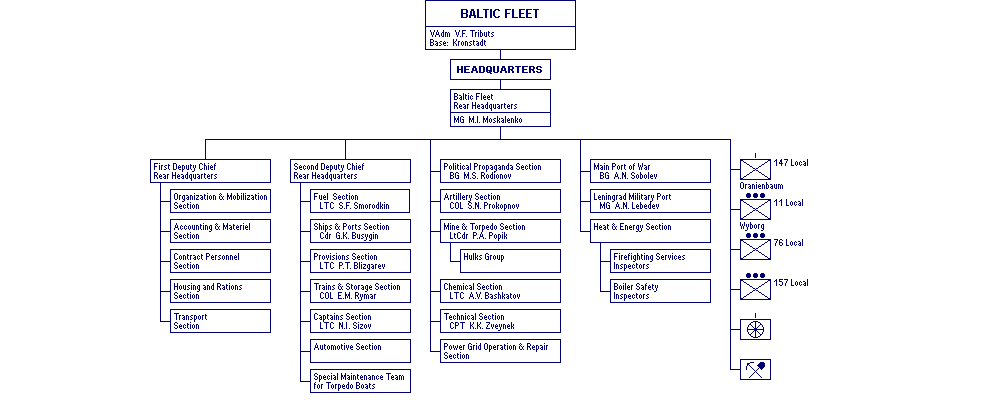 BALTIC FLEET
VAdm V.F. Tributs
Base: Kronstadt
HEADQUARTERS
Baltic Fleet
Rear Headquarters
MG M.I. Moskalenko
First Deputy Chief
Rear Headquarters
Organization & Mobilization
Section
Accounting & Materiel
Section
Contract Personnel
Section
Housing and Rations
Section
Transport
Section
Second Deputy Chief
Rear Headquarters
Fuel Section
LTC S.F. Smorodkin
Ships & Ports Section
Cdr G.K. Busygin
Provisions Section
LTC P.T. Blizgarev
Trains & Storage Section
COL E.M. Rymar
Captains Section
LTC N.I. Sizov
Automotive Section
Special Maintenance Team
for Torpedo Boats
Political Propaganda Section
BG M.S. Rodionov
Artillery Section
COL S.N. Prokopnov
Mine & Torpedo Section
LtCdr P.A. Popik
Hulks Group
Chemical Section
LTC A.V. Bashkatov
Technical Section
CPT K.K. Zveynek
Power Grid Operation & Repair
Section
Main Port of War
BG A.N. Sobolev
Leningrad Military Port
MG A.N. Lebedev
Heat & Energy Section
Firefighting Services
Inspectors
Boiler Safety
Inspectors
I
147 Local
Oranienbaum
11 Local
Wyborg
76 Local
157 Local
I